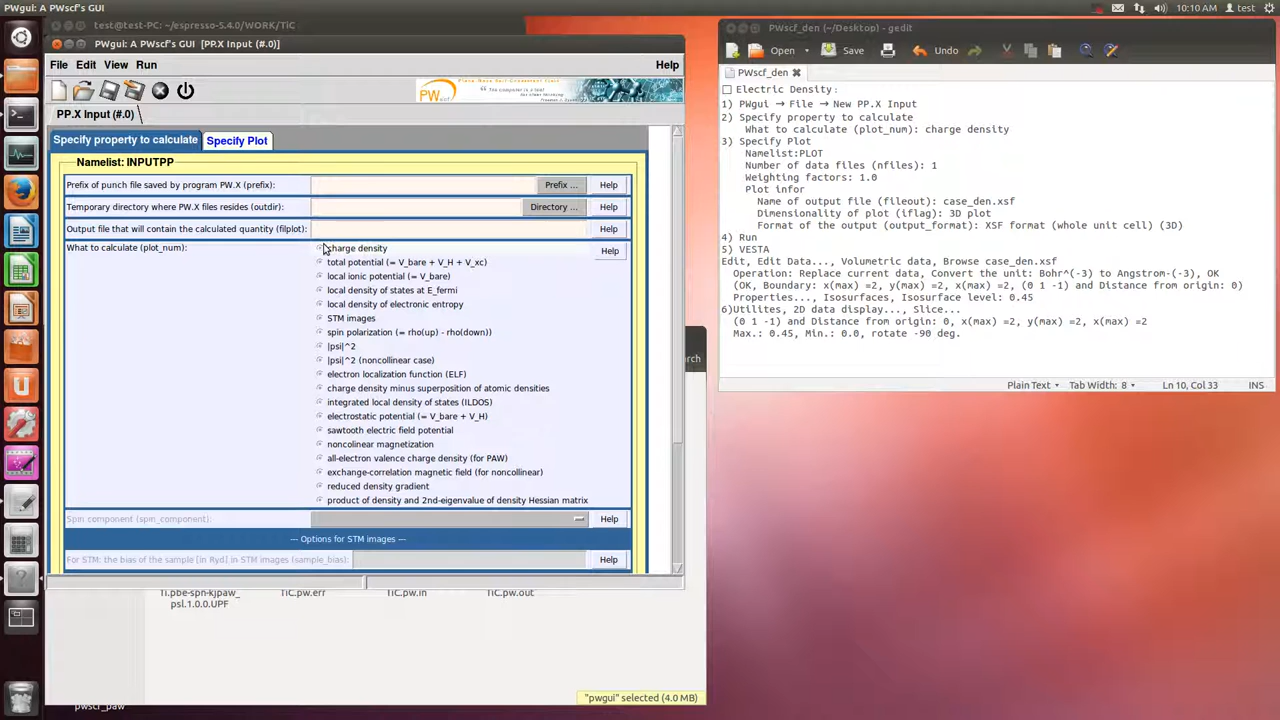 PWgui: A PWscf's GUI
10:10 AM
test
test@test-PC: ~/espresso-5.4.0/WORK/TiC
PWgui: A PWscf's GUI [PP.X Input (#.0)]
File Edit View Run Help
PW
PP.X Input (#.0)
Specify property to calculate
Specify Plot
Namelist: INPUTPP
Prefix of punch file saved by program PW.X (prefix): Prefix ... Help
Temporary directory where PW.X files resides (outdir): Directory ... Help
Output file that will contain the calculated quantity (filplot): Help
What to calculate (plot_num): charge density Help
total potential (= V_bare + V_H + V_xc)
local ionic potential (= V_bare)
local density of states at E_fermi
local density of electronic entropy
STM images
spin polarization (= rho(up) - rho(down))
|psi|^2
|psi|^2 (noncollinear case)
electron localization function (ELF)
charge density minus superposition of atomic densities
integrated local density of states (ILDOS)
electrostatic potential (= V_bare + V_H)
sawtooth electric field potential
noncolinear magnetization
all-electron valence charge density (for PAW)
exchange-correlation magnetic field (for noncollinear)
reduced density gradient
product of density and 2nd-eigenvalue of density Hessian matrix
Spin component (spin_component): Help
--- Options for STM images ---
For STM: the bias of the sample [in Ryd] in STM images (sample_bias): Help
Ti.pbe-spn-kjpaw_
psl.1.0.0.UPF
TiC.pw.err
TiC.pw.in
TiC.pw.out
"pwgui" selected (4.0 MB)
pwscf_paw
arch
PWscf_den (~/Desktop) - gedit
Open Save Undo
PWscf_den
□ Electric Density:
1) PWgui → File → New PP.X Input
2) Specify property to calculate
What to calculate (plot_num): charge density
3) Specify Plot
Namelist:PLOT
Number of data files (nfiles): 1
Weighting factors: 1.0
Plot infor
Name of output file (fileout): case_den.xsf
Dimensionality of plot (iflag): 3D plot
Format of the output (output_format): XSF format (whole unit cell) (3D)
4) Run
5) VESTA
Edit, Edit Data..., Volumetric data, Browse case_den.xsf
Operation: Replace current data, Convert the unit: Bohr^(-3) to Angstrom-(-3), OK
(OK, Boundary: x(max) =2, y(max) =2, x(max) =2, (0 1 -1) and Distance from origin: 0)
Properties..., Isosurfaces, Isosurface level: 0.45
6)Utilites, 2D data display..., Slice...
(0 1 -1) and Distance from origin: 0, x(max) =2, y(max) =2, x(max) =2
Max.: 0.45, Min.: 0.0, rotate -90 deg.
Plain Text Tab Width: 8 Ln 10, Col 33 INS